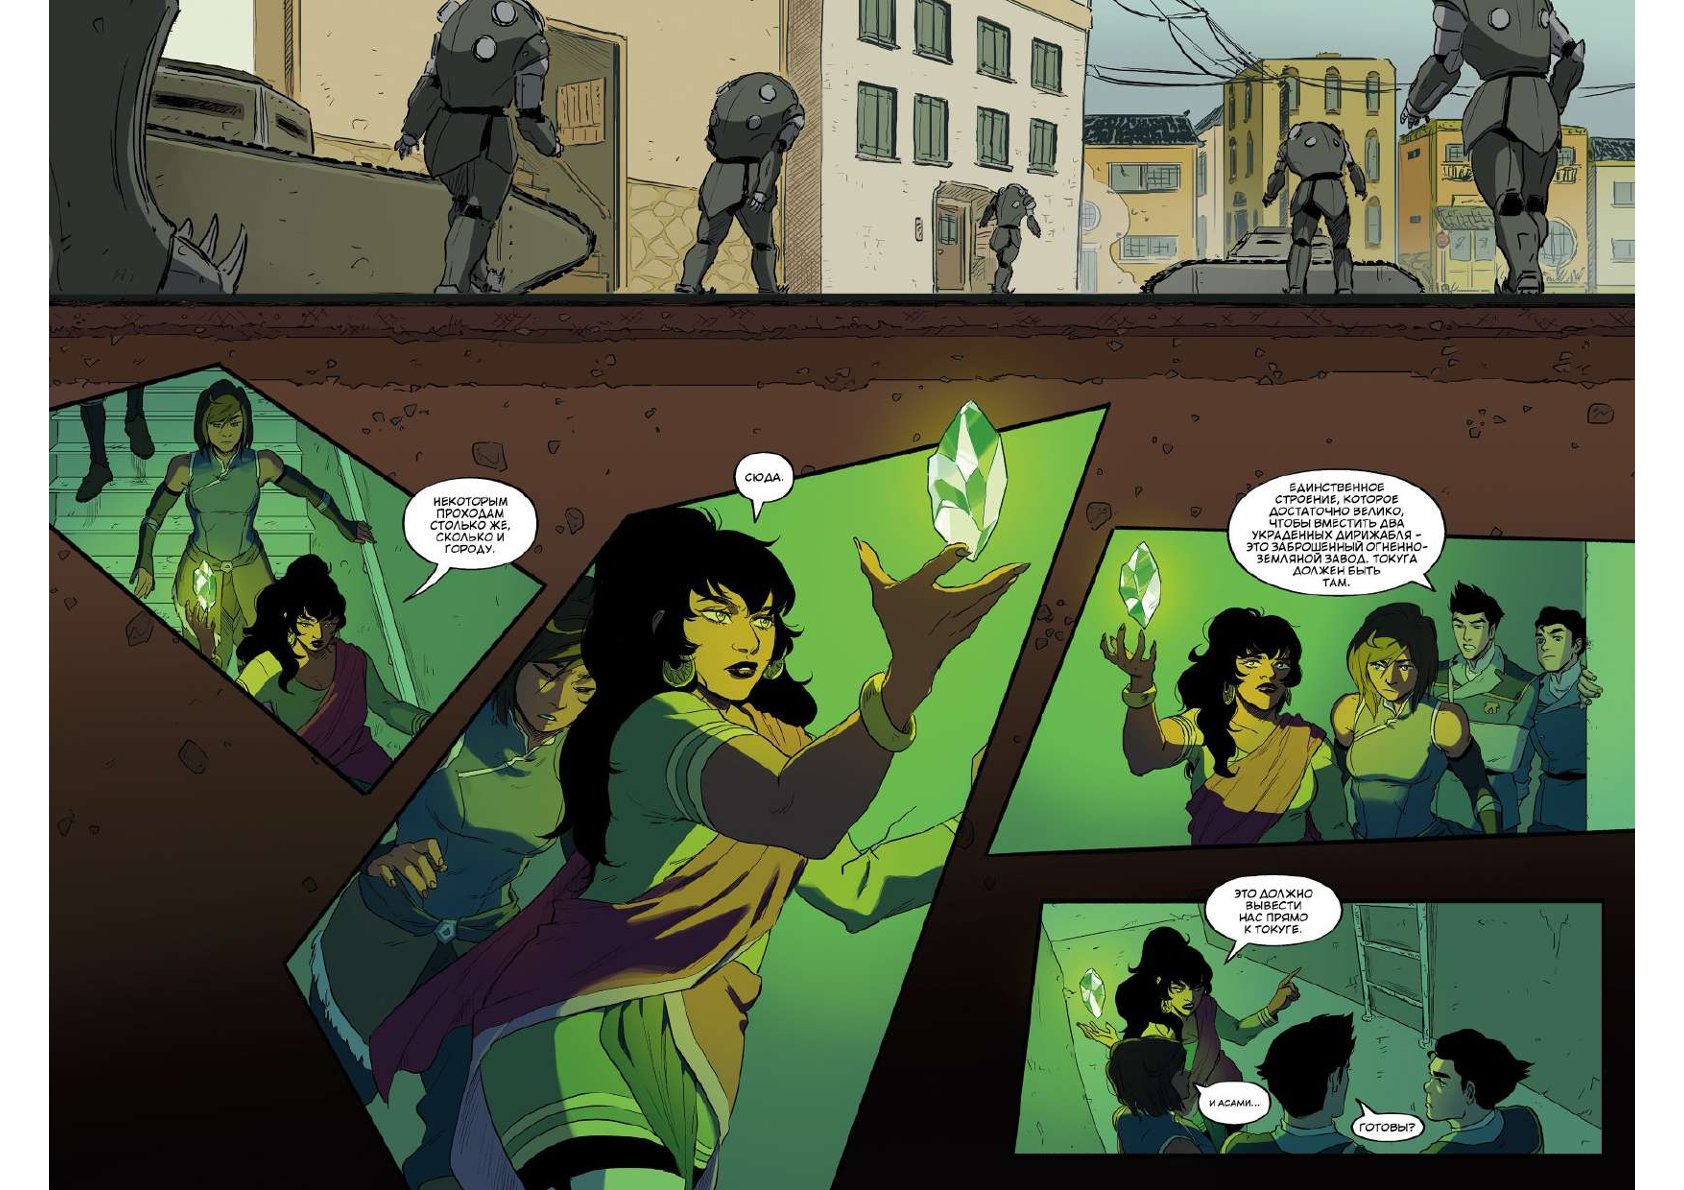 НЕКОТОРЫМ
ПРОХОДАМ
СТОЛЬКО ЖЕ,
СКОЛЬКО И
ГОРОДУ.
СЮДА.
ЕДИНСТВЕННОЕ
СТРОЕНИЕ, КОТОРОЕ
ДОСТАТОЧНО ВЕЛИКО,
ЧТОБЫ ВМЕСТИТЬ ДВА
УКРАДЕННЫХ ДИРИЖАБЛЯ –
ЭТО ЗАБРОШЕННЫЙ ОГНЕННО-
ЗЕМЛЯНОЙ ЗАВОД. ТОКУГА
ДОЛЖЕН БЫТЬ
ТАМ.
ЭТО ДОЛЖНО
ВЫВЕСТИ
НАС ПРЯМО
К ТОКУГЕ.
И АСАМИ...
ГОТОВЫ?